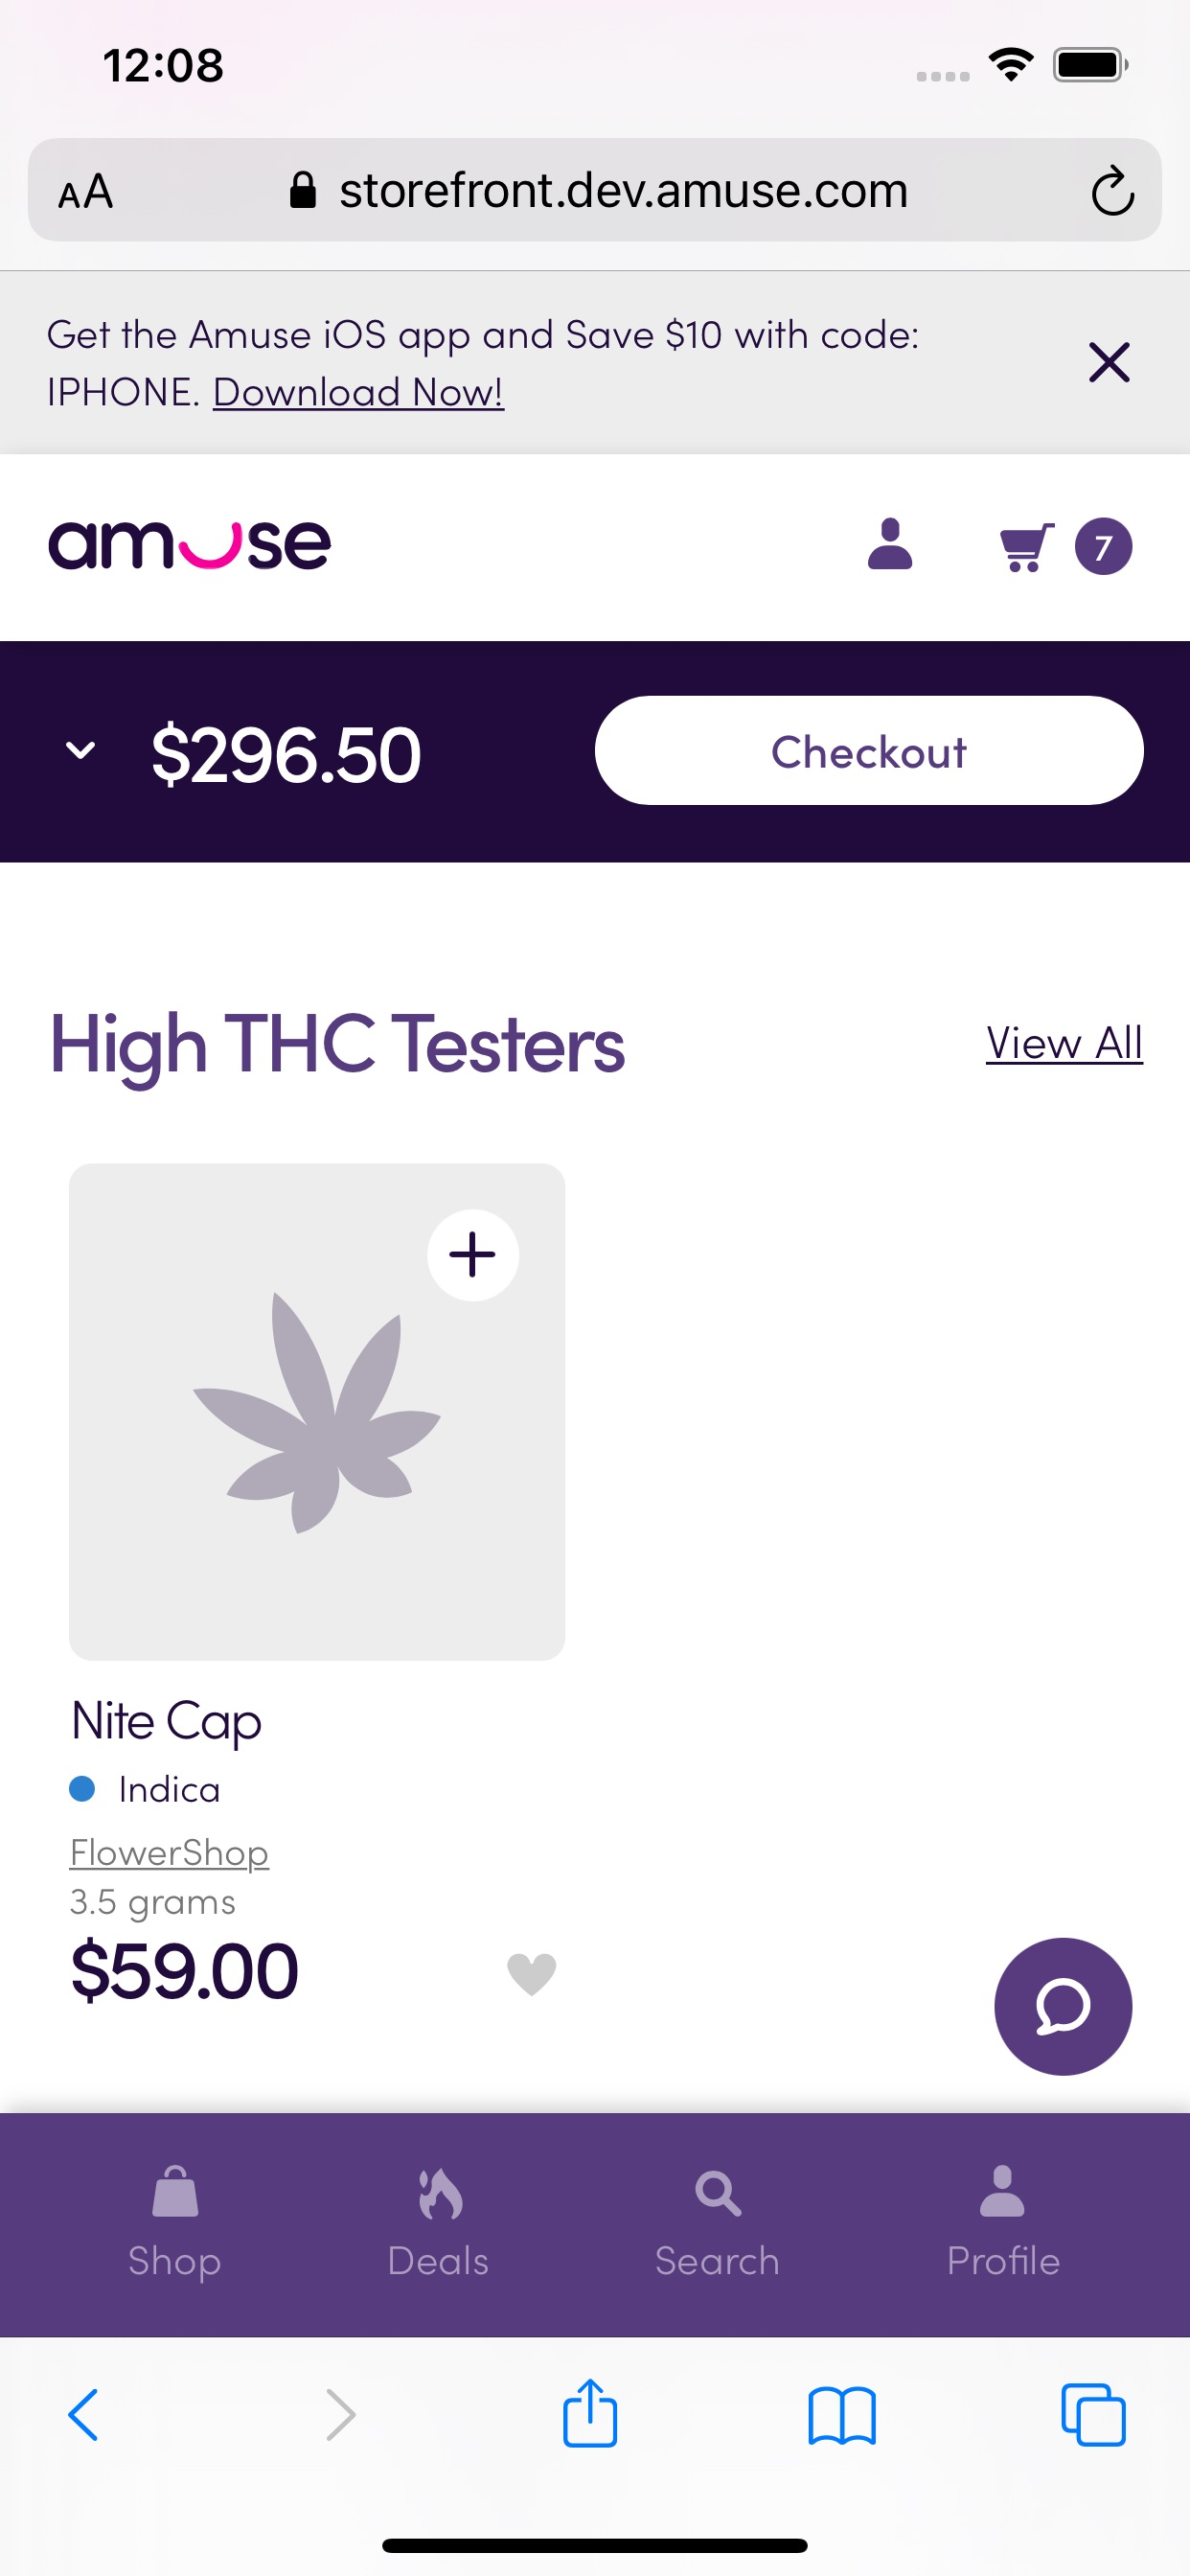 12:08
AA
storefront.dev.amuse.com
Get the Amuse iOS app and Save $10 with code:
IPHONE. Download Now!
amuse
7
$296.50
Checkout
High THC Testers
View All
Nite Cap
Indica
FlowerShop
3.5 grams
$59.00
Shop
Deals
Search
Profile